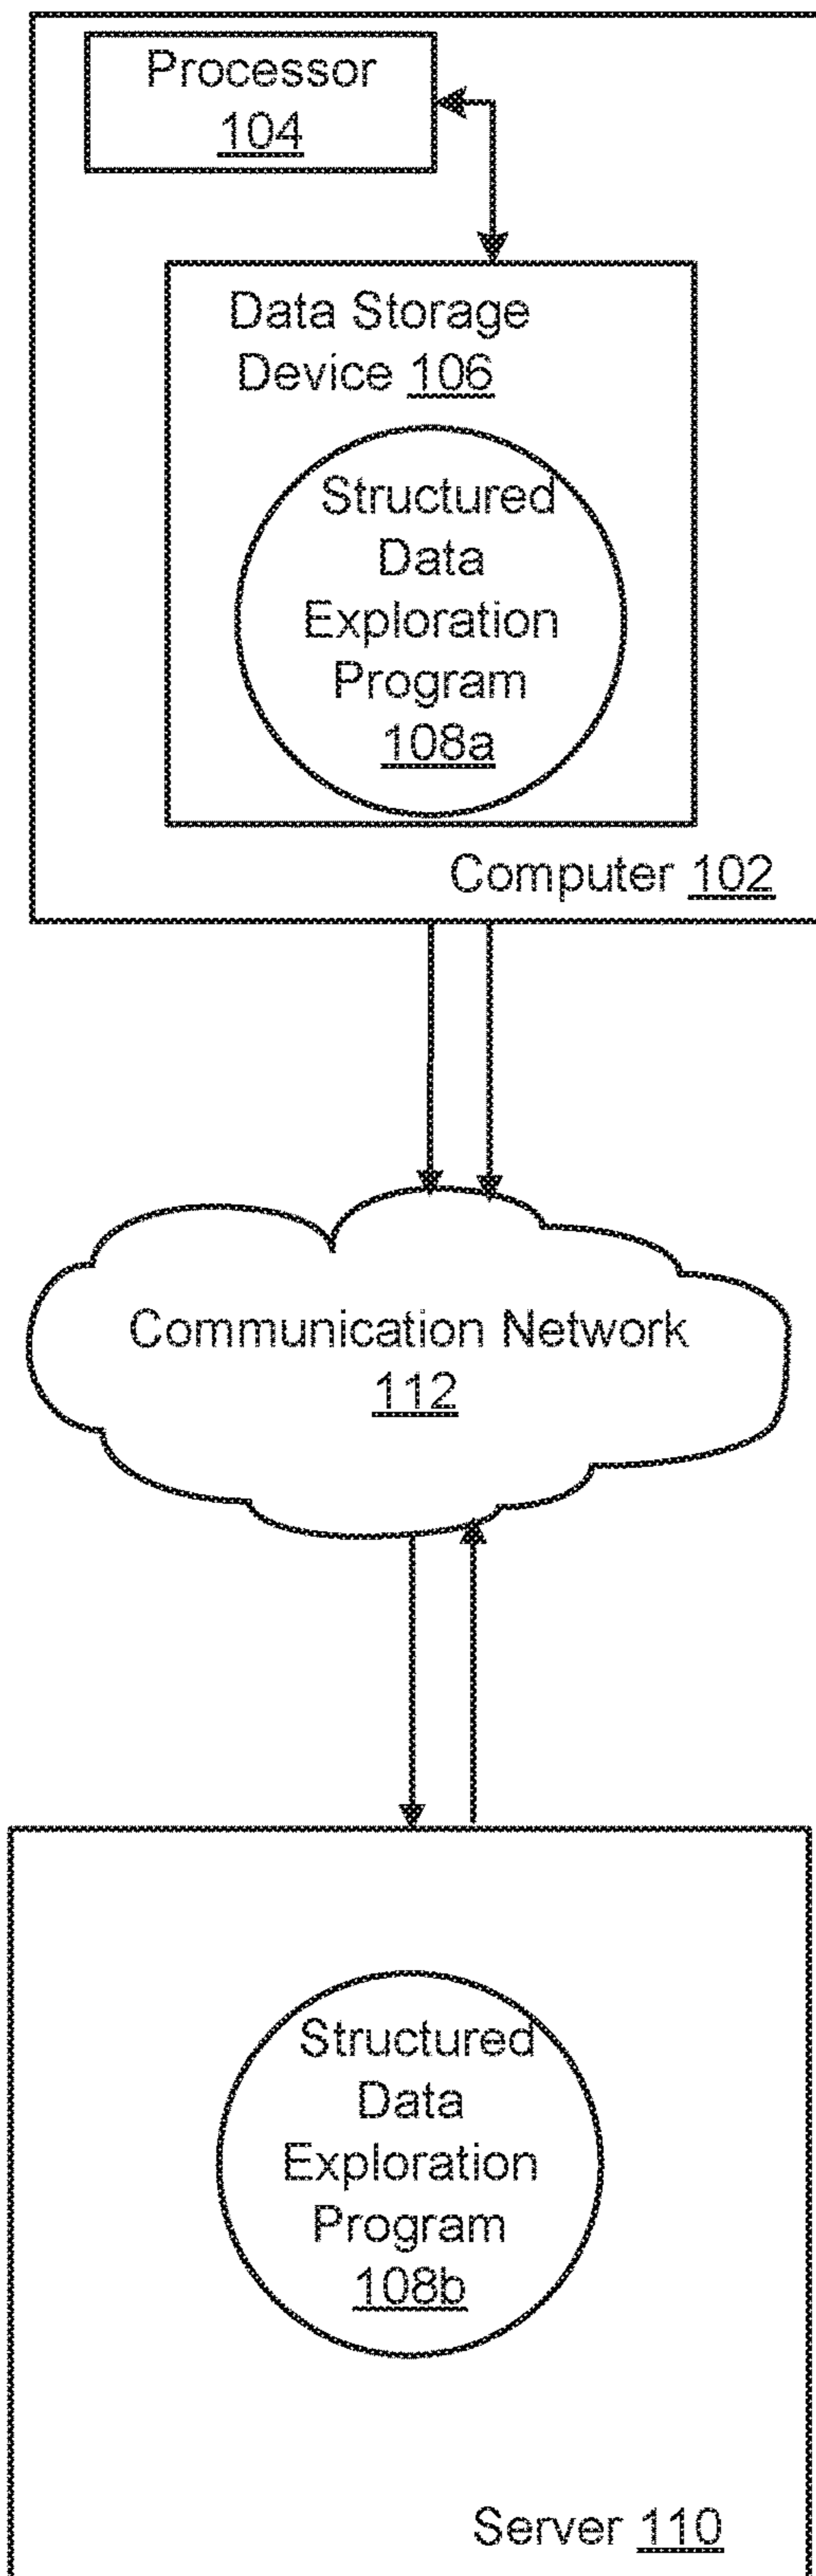 Processor
104
Data Storage
Device 106
Structured
Data
Exploration
Program
108a
Computer 102
Communication Network
112
Structured
Data
Exploration
Program
108b
Server 110